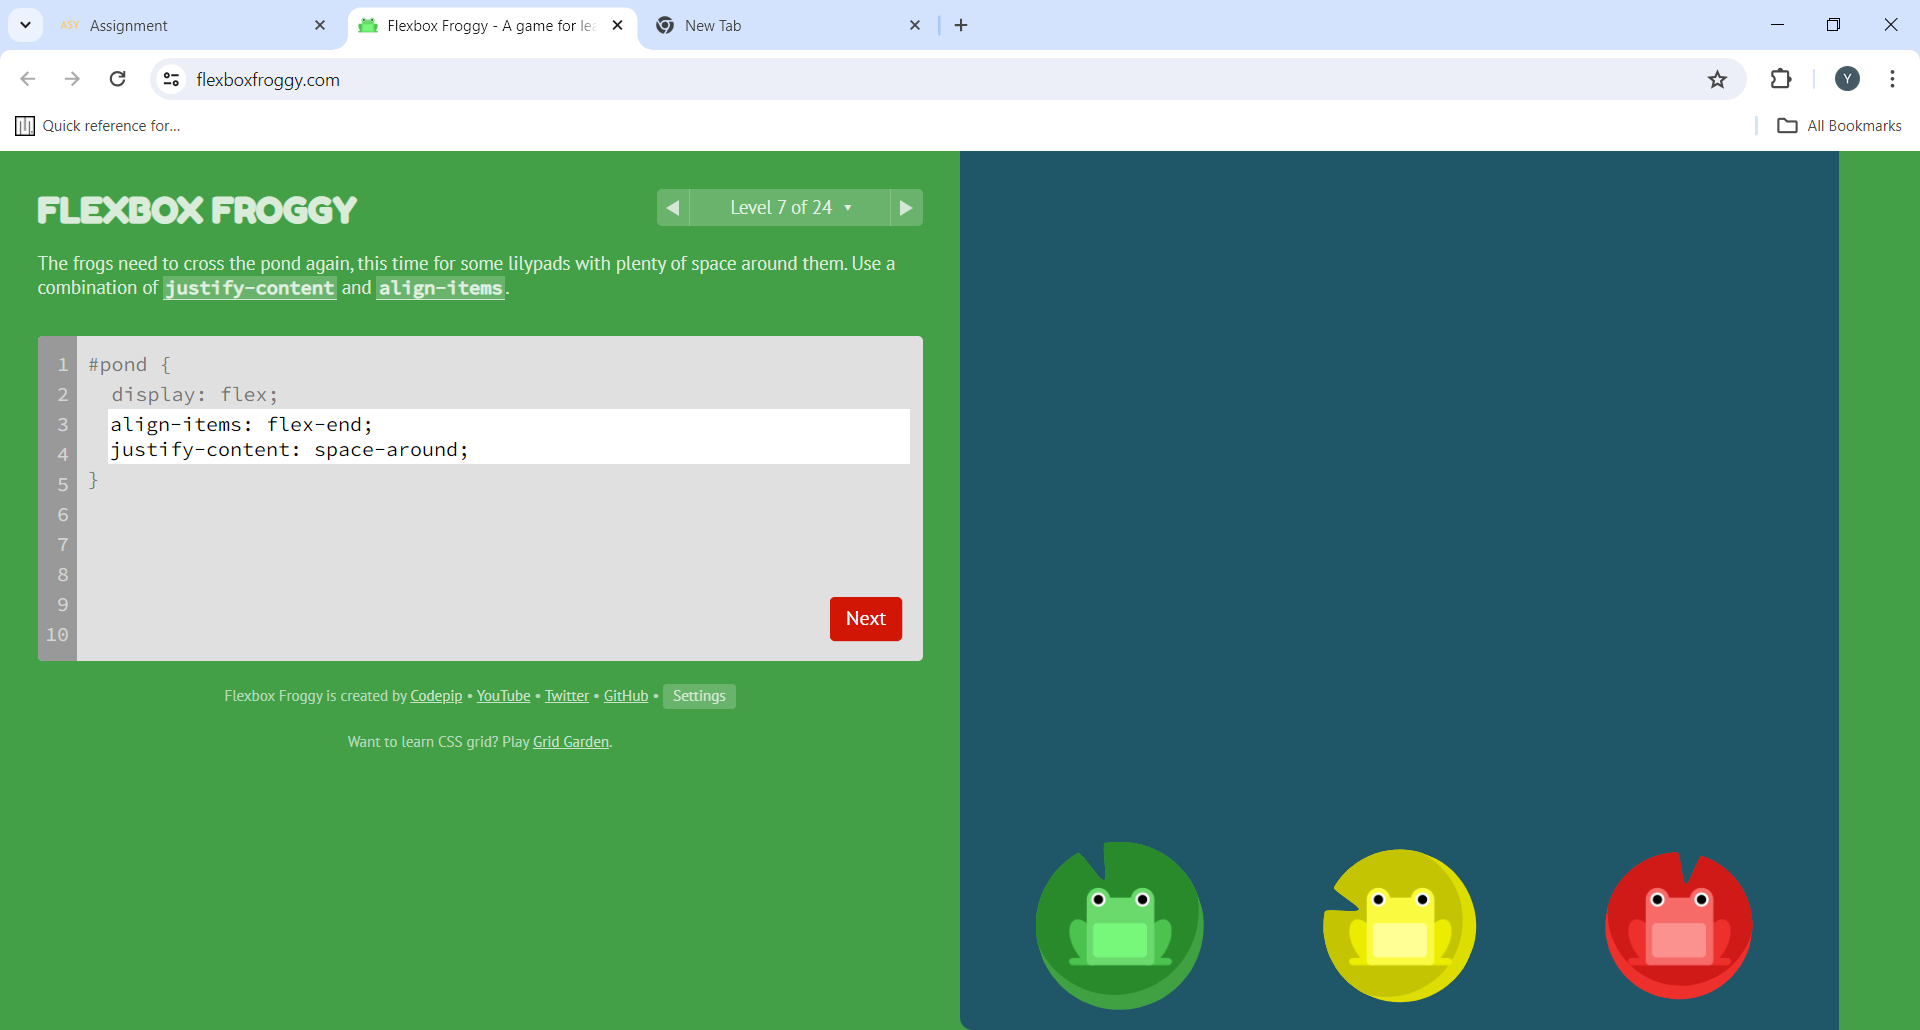 ASY Assignment
Flexbox Froggy - A game for lea
New Tab
flexboxfroggy.com
Y
Quick reference for...
All Bookmarks
FLEXBOX FROGGY
Level 7 of 24
The frogs need to cross the pond again, this time for some lilypads with plenty of space around them. Use a
combination of justify-content and align-items.
1 #pond {
2 display: flex;
3 align-items: flex-end;
4 justify-content: space-around;
5 }
6
7
8
9
10
Next
Flexbox Froggy is created by Codepip • YouTube • Twitter • GitHub • Settings
Want to learn CSS grid? Play Grid Garden.